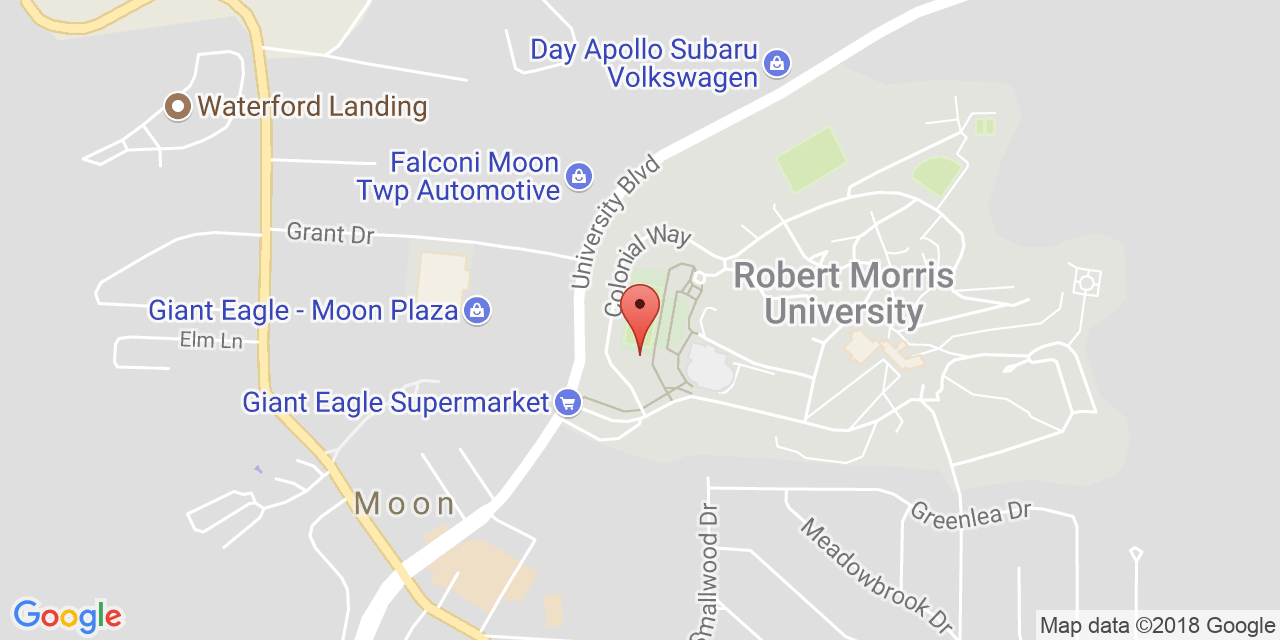 Day Apollo Subaru
Volkswagen
Waterford Landing
Falconi Moon
Twp Automotive
University Blvd
Colonial Way
Grant Dr
Robert Morris
University
Giant Eagle - Moon Plaza
Elm Ln
Giant Eagle Supermarket
Moon
Greenlea Dr
Smallwood Dr
Meadowbrook Dr
Google
Map data ©2018 Google